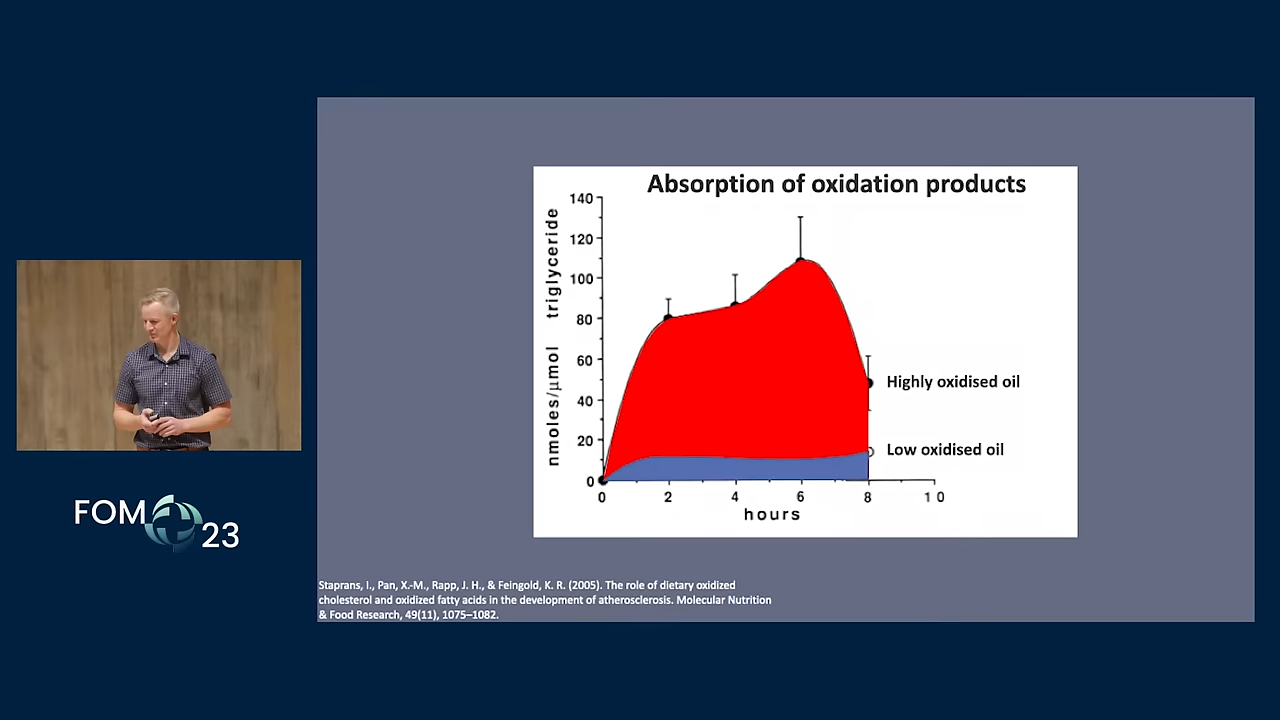 Absorption of oxidation products
nmoles/μmol triglyceride
140
120
100
80
60
40
20
0
0 2 4 6 8 10
hours
Highly oxidised oil
Low oxidised oil
FOM 23
Staprans, I., Pan, X.-M., Rapp, J. H., & Feingold, K. R. (2005). The role of dietary oxidized
cholesterol and oxidized fatty acids in the development of atherosclerosis. Molecular Nutrition
& Food Research, 49(11), 1075–1082.